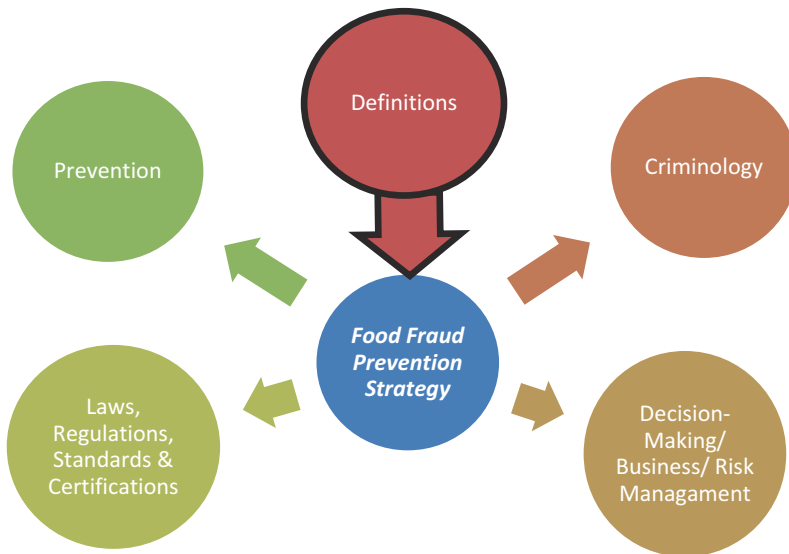 Definitions
Prevention
Criminology
Food Fraud
Prevention
Strategy
Laws,
Regulations,
Standards &
Certifications
Decision-
Making/
Business/ Risk
Managament